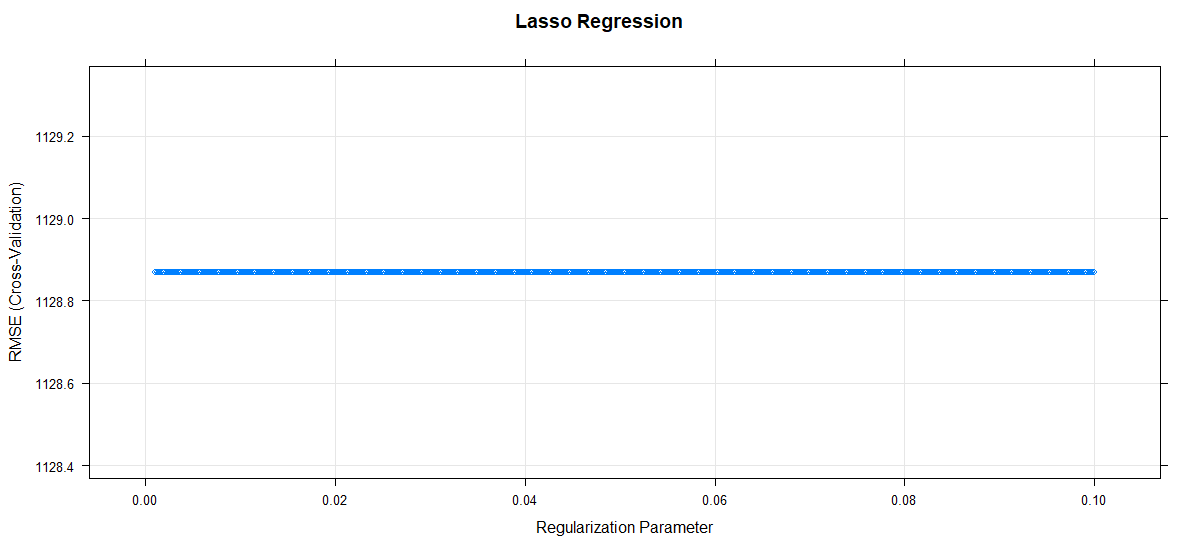 Lasso Regression
1129.2
1129.0
1128.8
1128.6
1128.4
RMSE (Cross-Validation)
0.00 0.02 0.04 0.06 0.08 0.10
Regularization Parameter